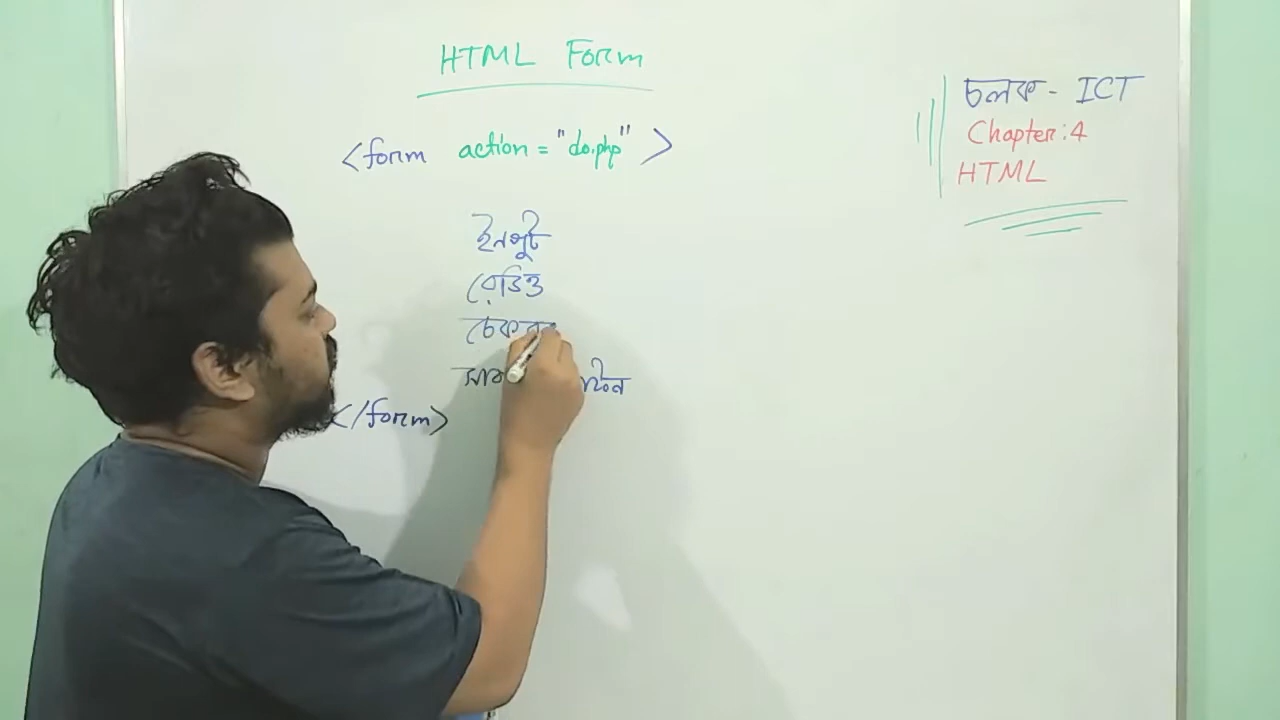 HTML Form
<form action = "do.php" >
ইনপুট
রেডিও
</form>
চলক - ICT
Chapter : 4
HTML